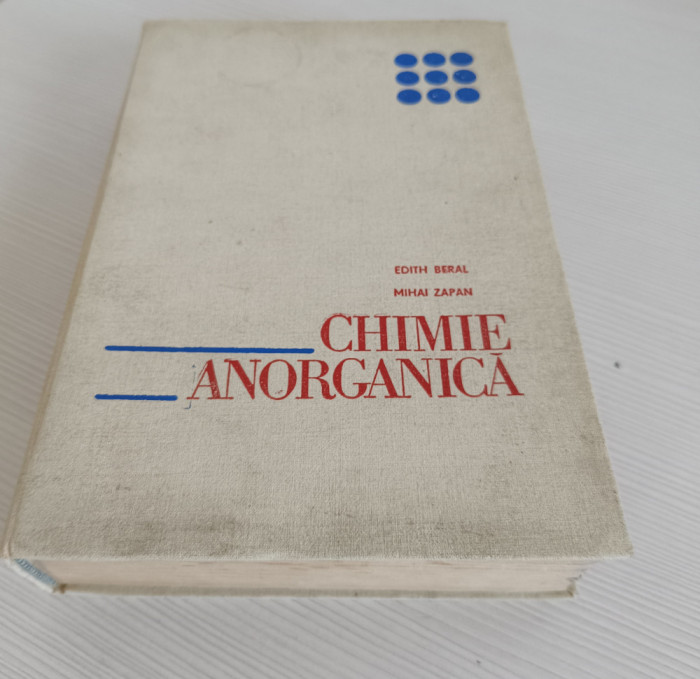 EDITH BERAL
MIHAI ZAPAN
CHIMIE
ANORGANICĂ